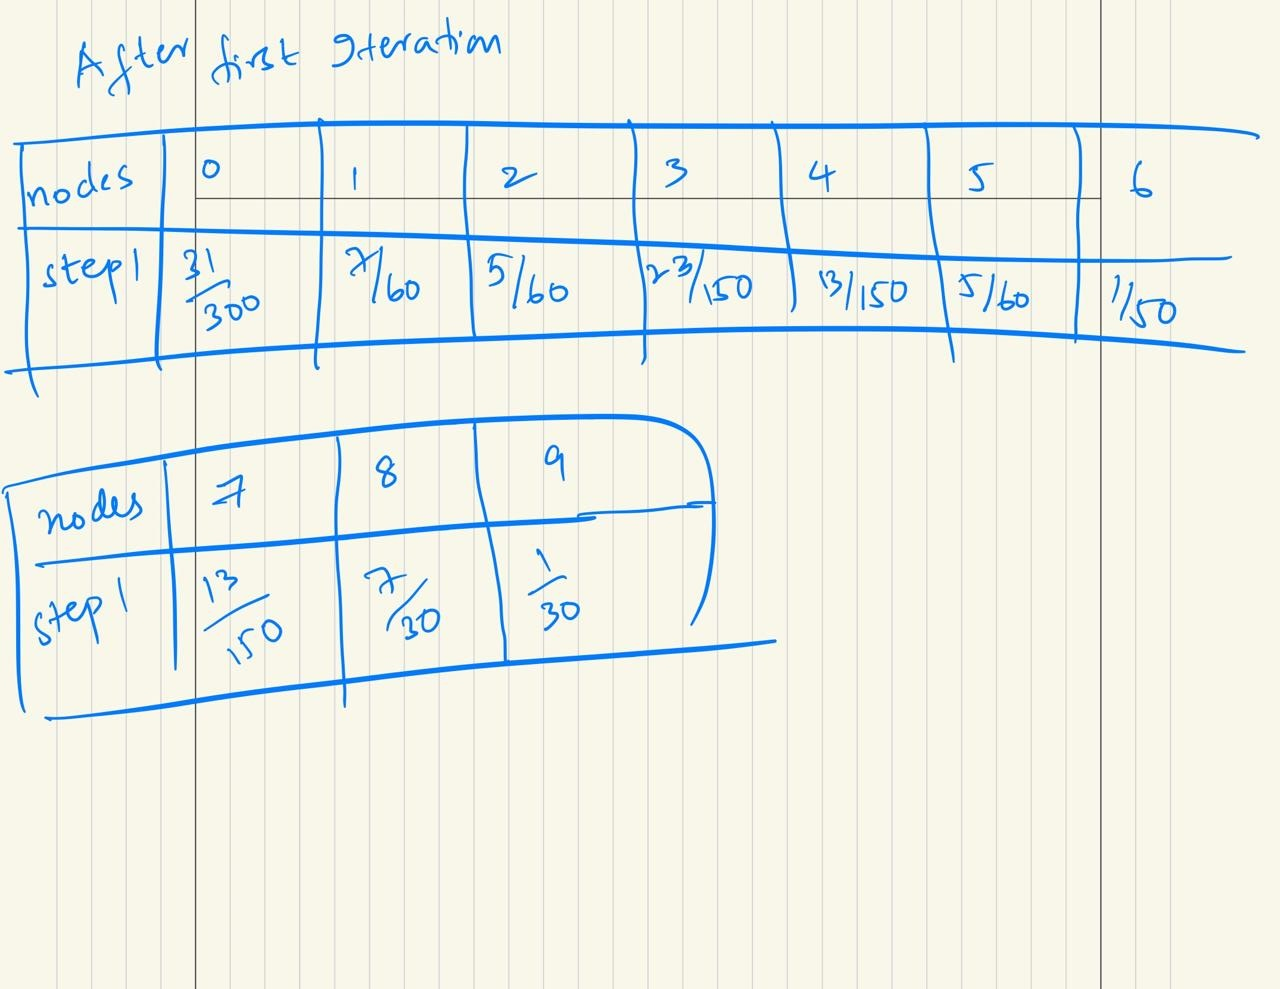 After first Iteration
nodes 0 1 2 3 4 5 6
step1 31/300 7/60 5/60 23/150 13/150 5/60 1/50
nodes 7 8 9
step1 13/150 7/30 1/30